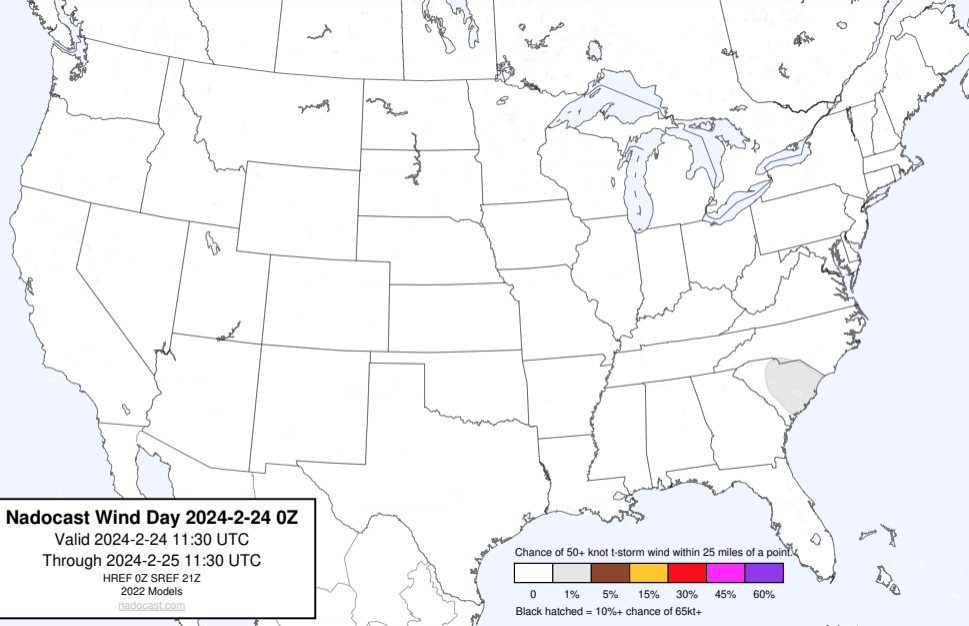 Nadocast Wind Day 2024-2-24 0Z
Valid 2024-2-24 11:30 UTC
Through 2024-2-25 11:30 UTC
HREF 0Z SREF 21Z
2022 Models
nadocast.com
Chance of 50+ knot t-storm wind within 25 miles of a point.
0 1% 5% 15% 30% 45% 60%
Black hatched = 10%+ chance of 65kt+